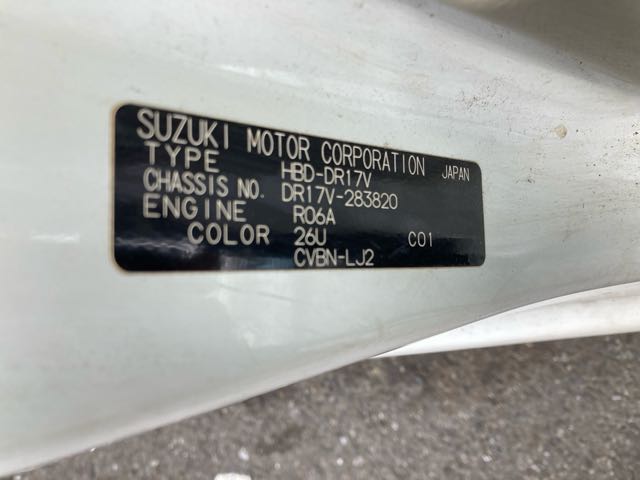 SUZUKI MOTOR CORPORATION JAPAN
TYPE HBD-DR17V
CHASSIS NO. DR17V-283820
ENGINE R06A
COLOR 26U C01
CVBN-LJ2